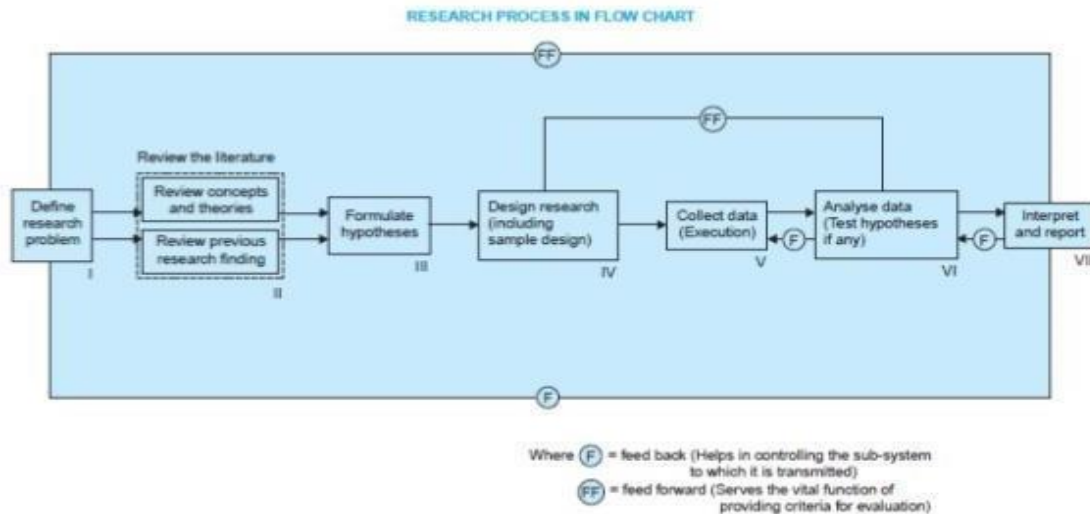 RESEARCH PROCESS IN FLOW CHART
FF
FF
Review the literature
Define
research
problem
I
Review concepts
and theories
Review previous
research finding
II
Formulate
hypotheses
III
Design research
(including
sample design)
IV
Collect data
(Execution)
V
F
Analyse data
(Test hypotheses
if any)
VI
F
Interpret
and report
VII
F
Where F = feed back (Helps in controlling the sub-system
to which it is transmitted)
FF = feed forward (Serves the vital function of
providing criteria for evaluation)